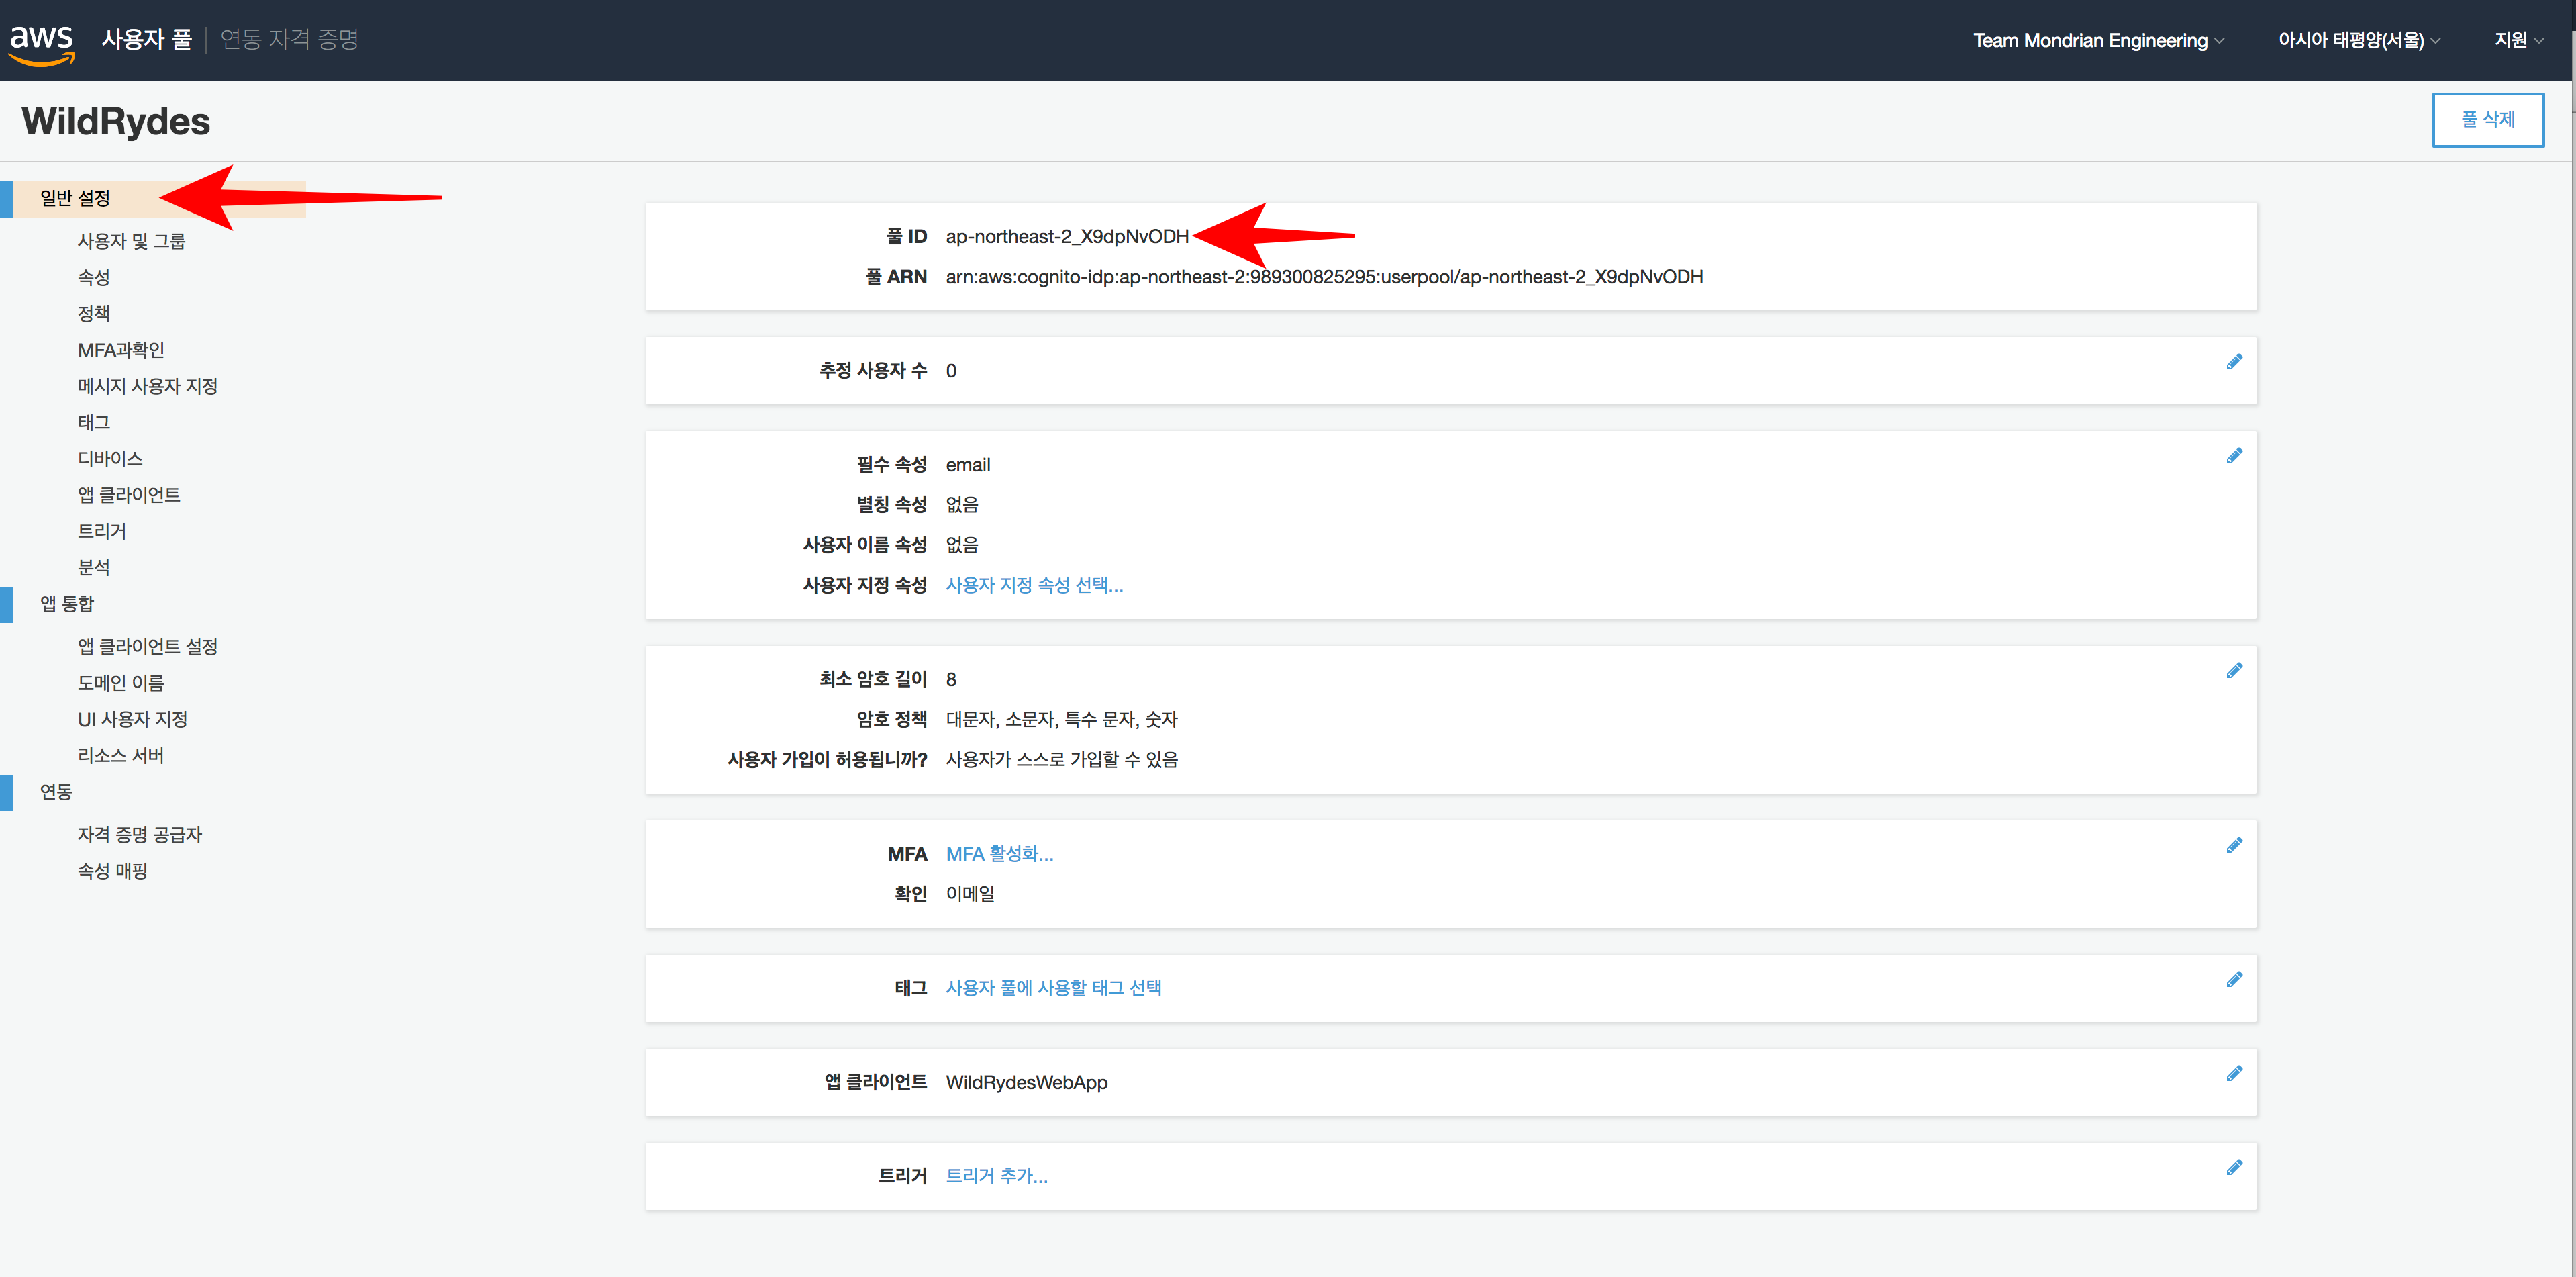 aws 사용자 풀 연동 자격 증명 Team Mondrian Engineering 아시아 태평양(서울) 지원
WildRydes 풀 삭제
일반 설정
사용자 및 그룹
속성
정책
MFA과확인
메시지 사용자 지정
태그
디바이스
앱 클라이언트
트리거
분석
앱 통합
앱 클라이언트 설정
도메인 이름
UI 사용자 지정
리소스 서버
연동
자격 증명 공급자
속성 매핑
풀 ID ap-northeast-2_X9dpNvODH
풀 ARN arn:aws:cognito-idp:ap-northeast-2:989300825295:userpool/ap-northeast-2_X9dpNvODH
추정 사용자 수 0
필수 속성 email
별칭 속성 없음
사용자 이름 속성 없음
사용자 지정 속성 사용자 지정 속성 선택...
최소 암호 길이 8
암호 정책 대문자, 소문자, 특수 문자, 숫자
사용자 가입이 허용됩니까? 사용자가 스스로 가입할 수 있음
MFA MFA 활성화...
확인 이메일
태그 사용자 풀에 사용할 태그 선택
앱 클라이언트 WildRydesWebApp
트리거 트리거 추가...